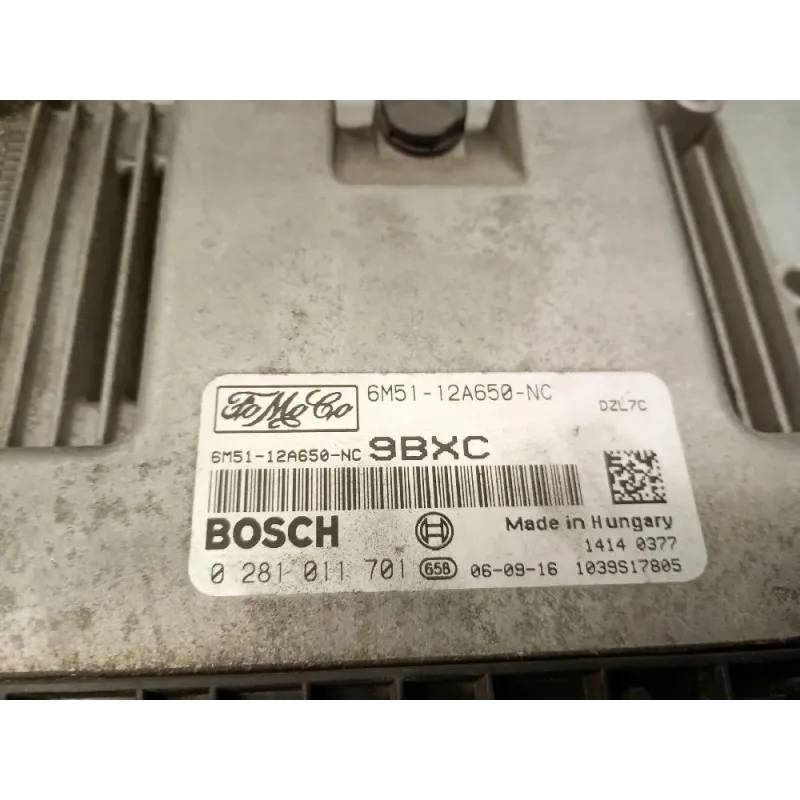 FoMoCo 6M51-12A650-NC DZL7C
6M51-12A650-NC 9BXC
BOSCH Made in Hungary
1414 0377
0 281 011 701 658 06-09-16 1039S17805